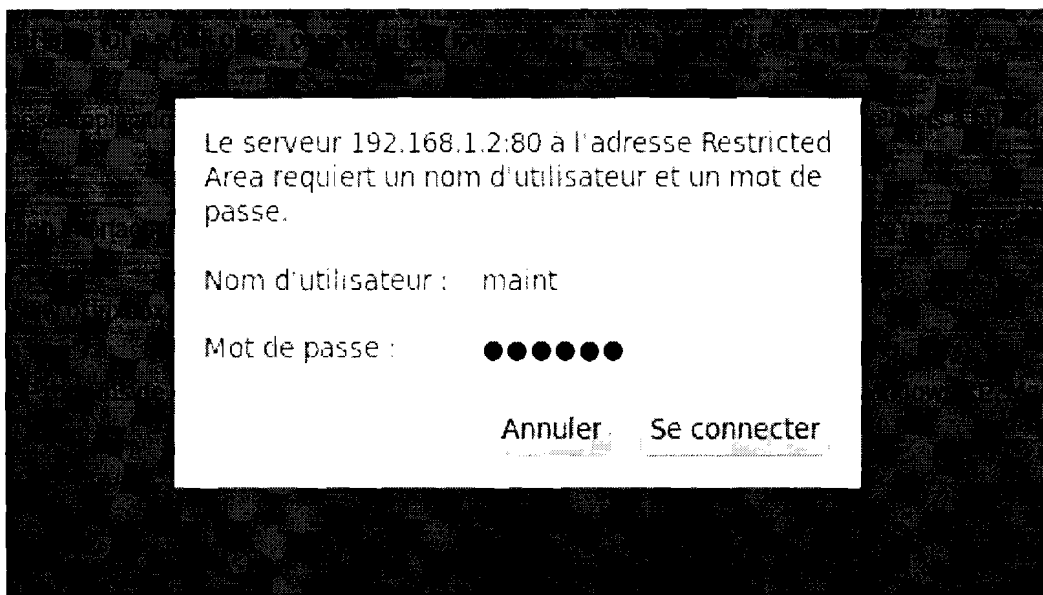 Le serveur 192.168.1.2:80 à l'adresse Restricted
Area requiert un nom d'utilisateur et un mot de
passe.
Nom d'utilisateur : maint
Mot de passe : ●●●●●●
Annuler Se connecter